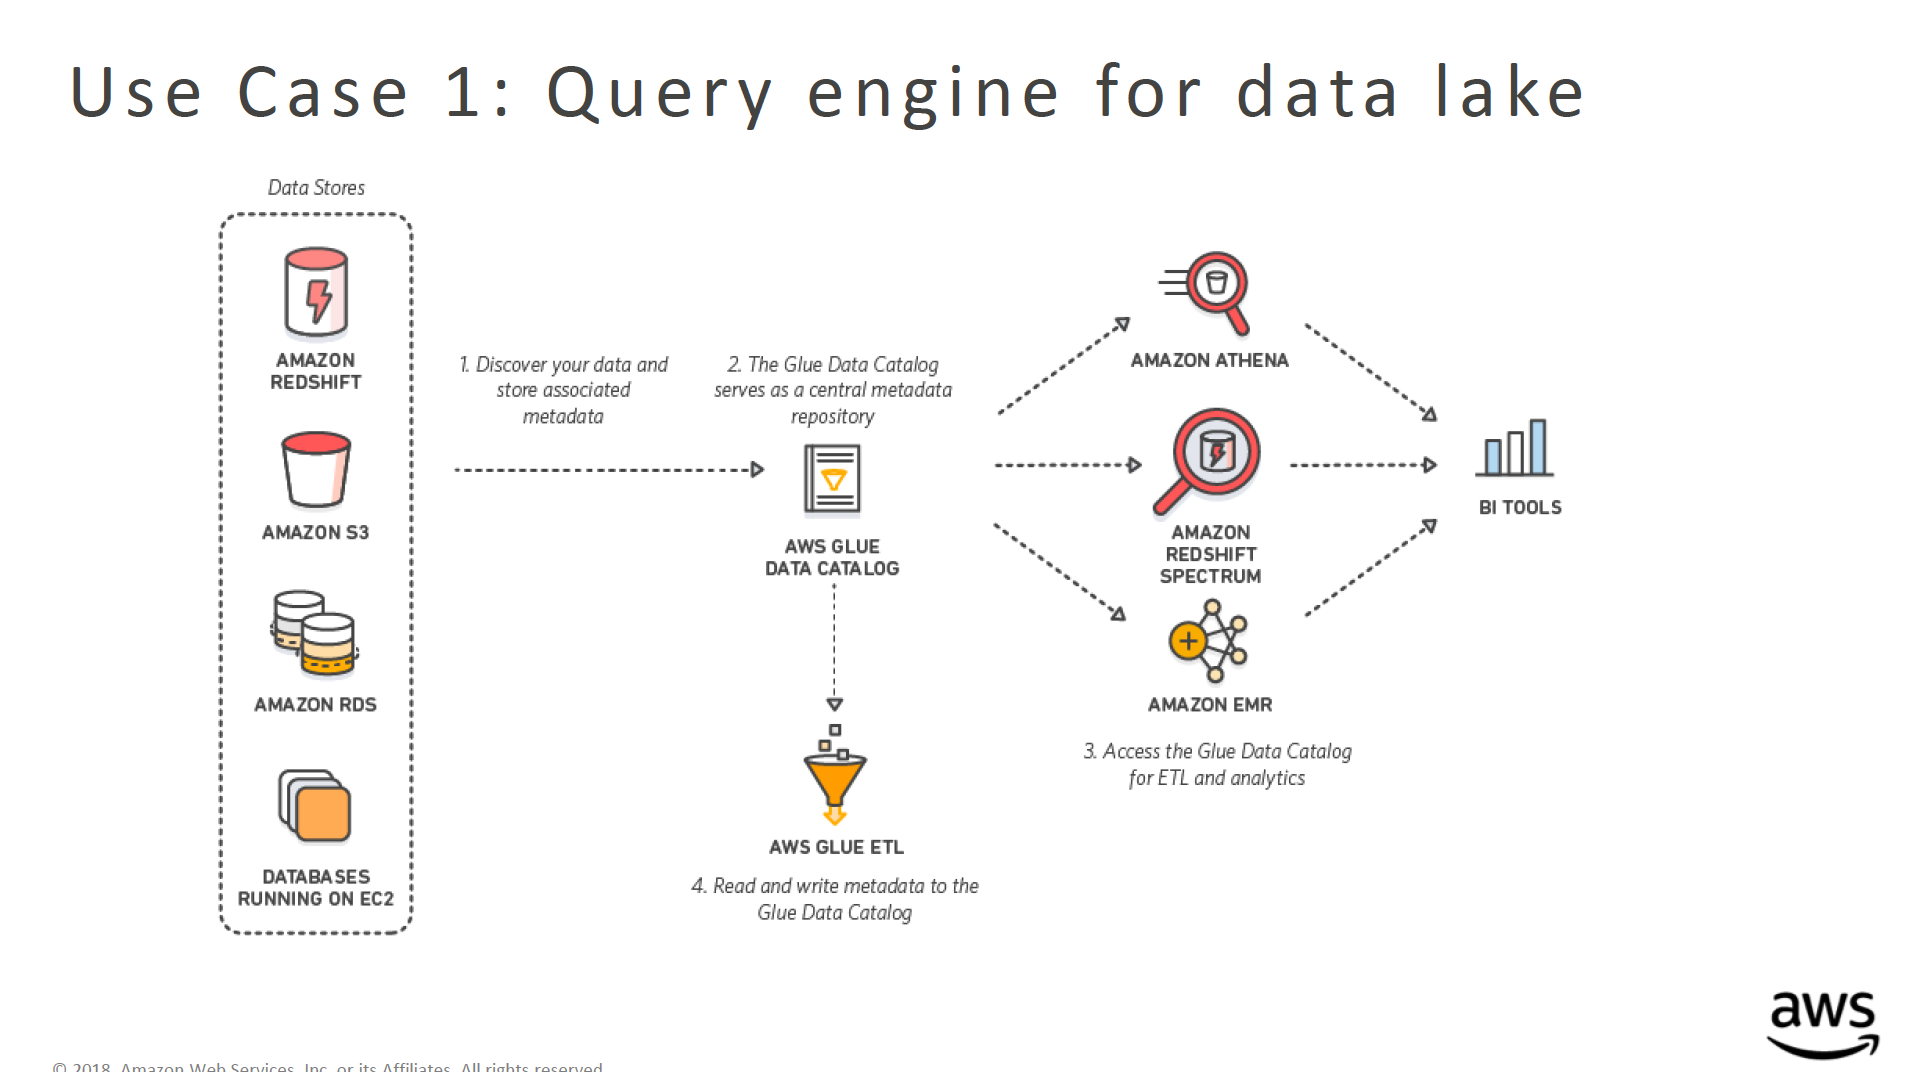 Use Case 1: Query engine for data lake
Data Stores
AMAZON
REDSHIFT
AMAZON S3
AMAZON RDS
DATABASES
RUNNING ON EC2
1. Discover your data and
store associated
metadata
2. The Glue Data Catalog
serves as a central metadata
repository
AWS GLUE
DATA CATALOG
AWS GLUE ETL
4. Read and write metadata to the
Glue Data Catalog
AMAZON ATHENA
AMAZON
REDSHIFT
SPECTRUM
AMAZON EMR
3. Access the Glue Data Catalog
for ETL and analytics
BI TOOLS
aws
© 2018, Amazon Web Services, Inc. or its Affiliates. All rights reserved.